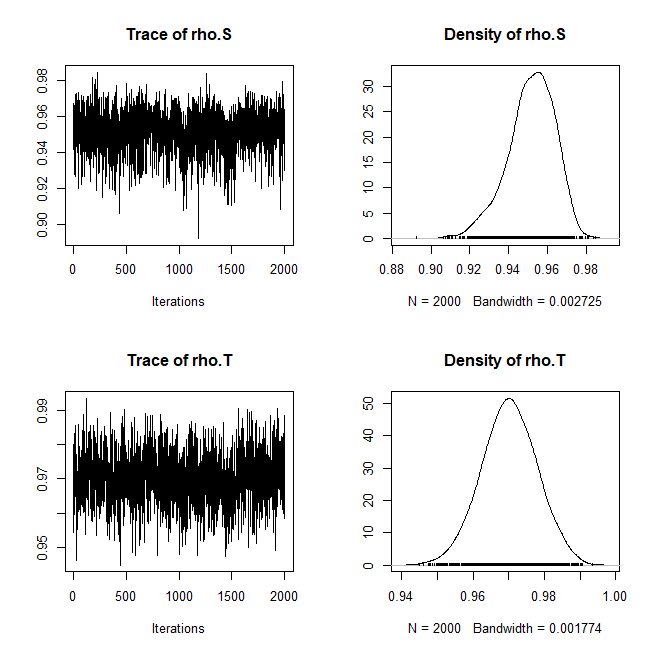 Trace of rho.S
0.90 0.92 0.94 0.96 0.98
0 500 1000 1500 2000
Iterations
Density of rho.S
0 5 10 15 20 25 30
0.88 0.90 0.92 0.94 0.96 0.98
N = 2000 Bandwidth = 0.002725
Trace of rho.T
0.95 0.97 0.99
0 500 1000 1500 2000
Iterations
Density of rho.T
0 10 20 30 40 50
0.94 0.96 0.98 1.00
N = 2000 Bandwidth = 0.001774